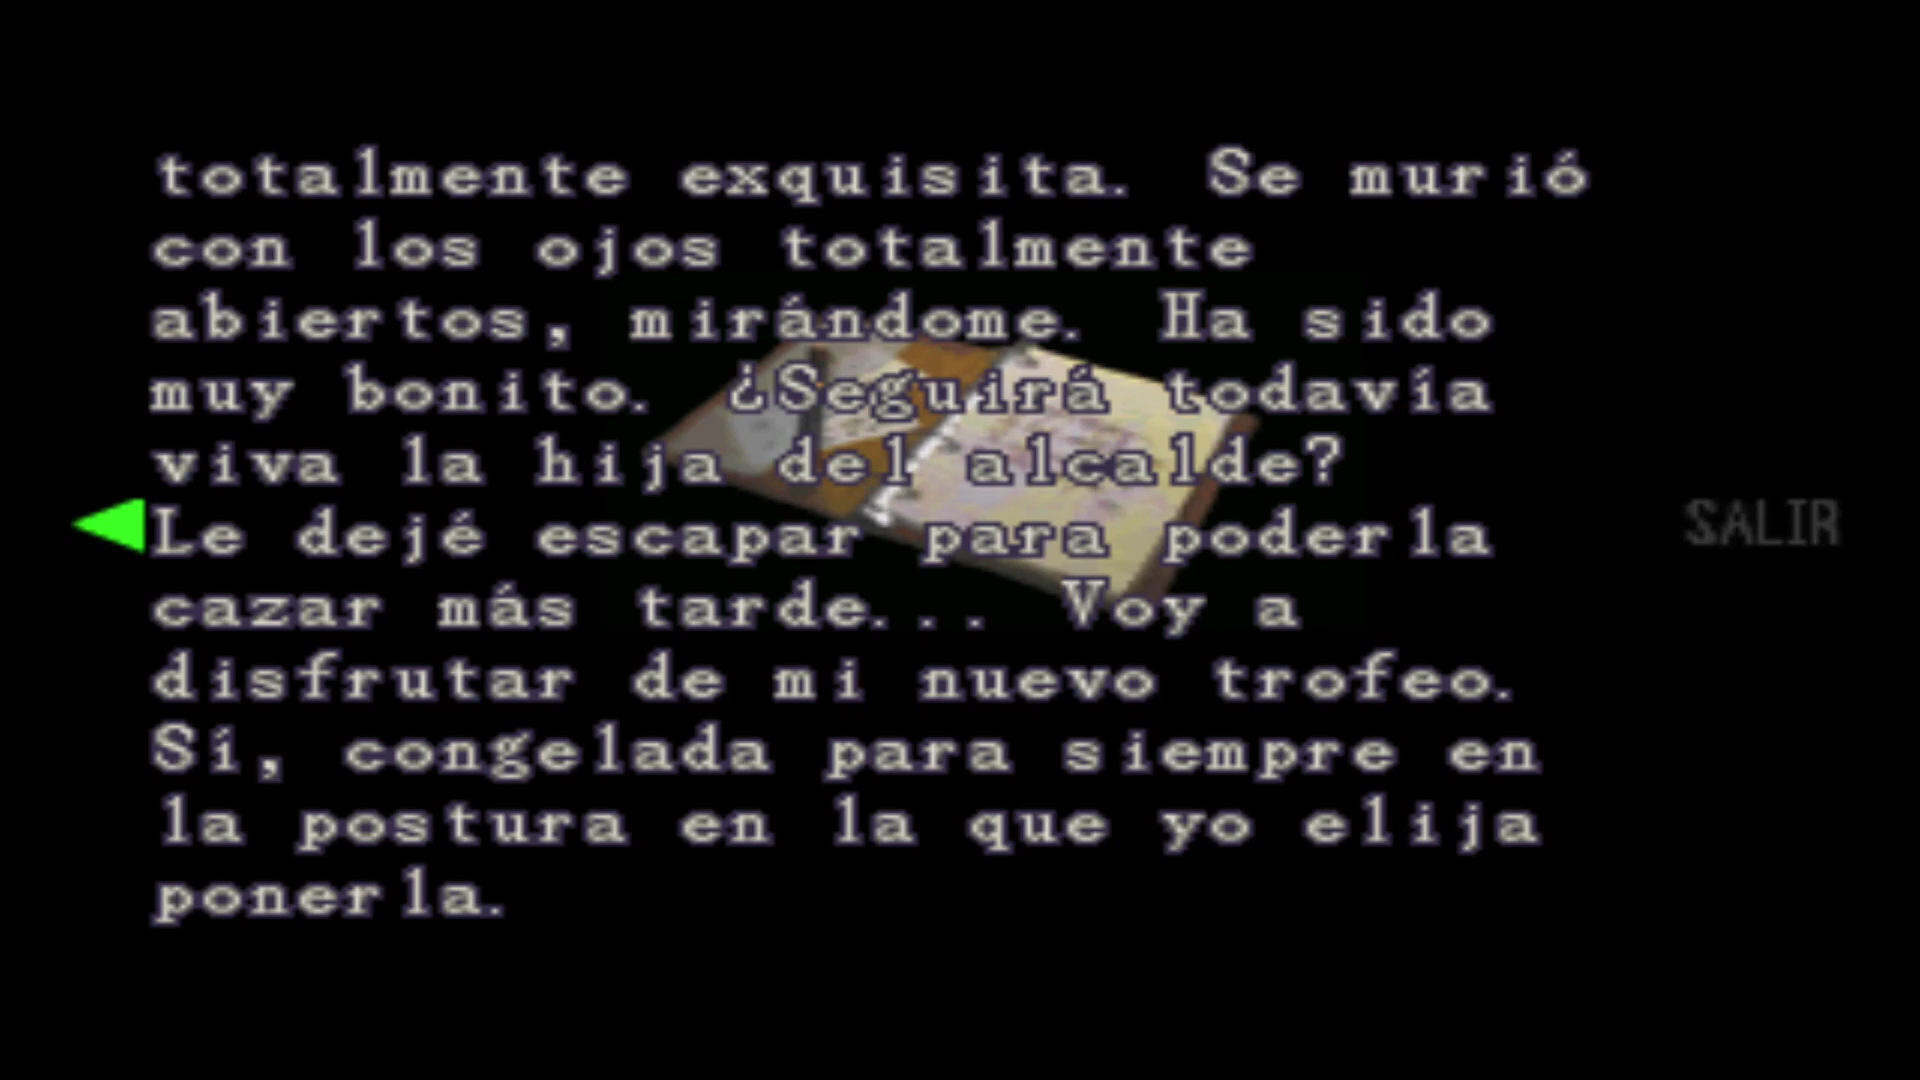 totalmente exquisita. Se murió
con los ojos totalmente
abiertos, mirándome. Ha sido
muy bonito. ¿Seguirá todavía
viva la hija del alcalde?
Le dejé escapar para poderla
cazar más tarde... Voy a
disfrutar de mi nuevo trofeo.
Sí, congelada para siempre en
la postura en la que yo elija
ponerla.
SALIR